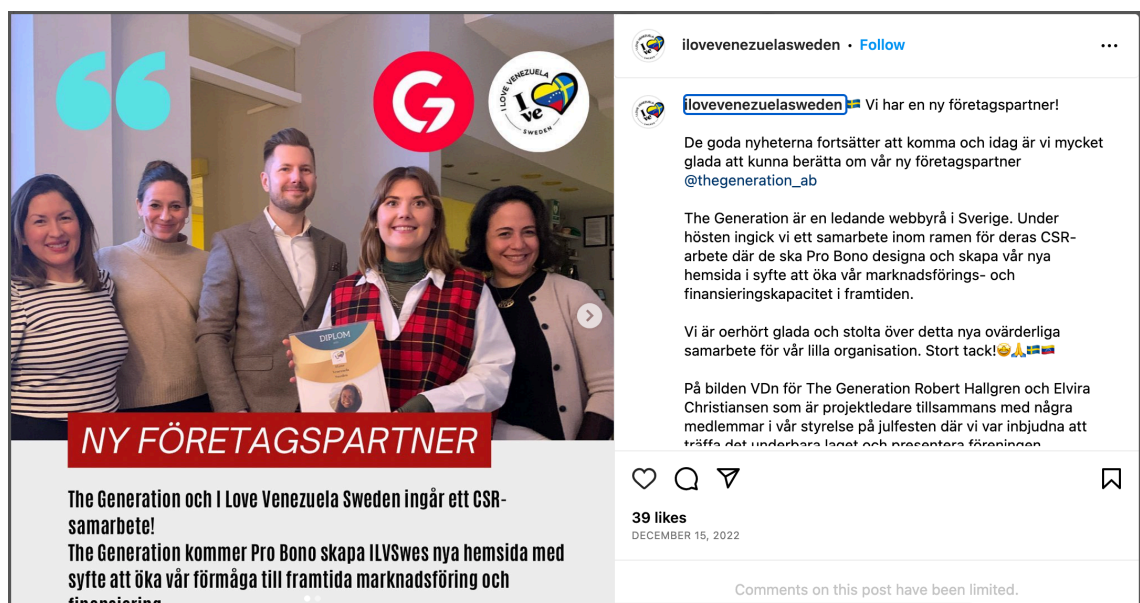 I LOVE VENEZUELA
I
ve
SWEDEN
DIPLOM
NY FÖRETAGSPARTNER
The Generation och I Love Venezuela Sweden ingår ett CSR-
samarbete!
The Generation kommer Pro Bono skapa ILVSwes nya hemsida med
syfte att öka vår förmåga till framtida marknadsföring och
finansiering
ilovevenezuelasweden • Follow
ilovevenezuelasweden🇸🇪 Vi har en ny företagspartner!
De goda nyheterna fortsätter att komma och idag är vi mycket
glada att kunna berätta om vår ny företagspartner
@thegeneration_ab
The Generation är en ledande webbyrå i Sverige. Under
hösten ingick vi ett samarbete inom ramen för deras CSR-
arbete där de ska Pro Bono designa och skapa vår nya
hemsida i syfte att öka vår marknadsförings- och
finansieringskapacitet i framtiden.
Vi är oerhört glada och stolta över detta nya ovärderliga
samarbete för vår lilla organisation. Stort tack!🤩🙏🇸🇪🇻🇪
På bilden VDn för The Generation Robert Hallgren och Elvira
Christiansen som är projektledare tillsammans med några
medlemmar i vår styrelse på julfesten där vi var inbjudna att
träffa det underbara laget och presentera föreningen
39 likes
DECEMBER 15, 2022
Comments on this post have been limited.